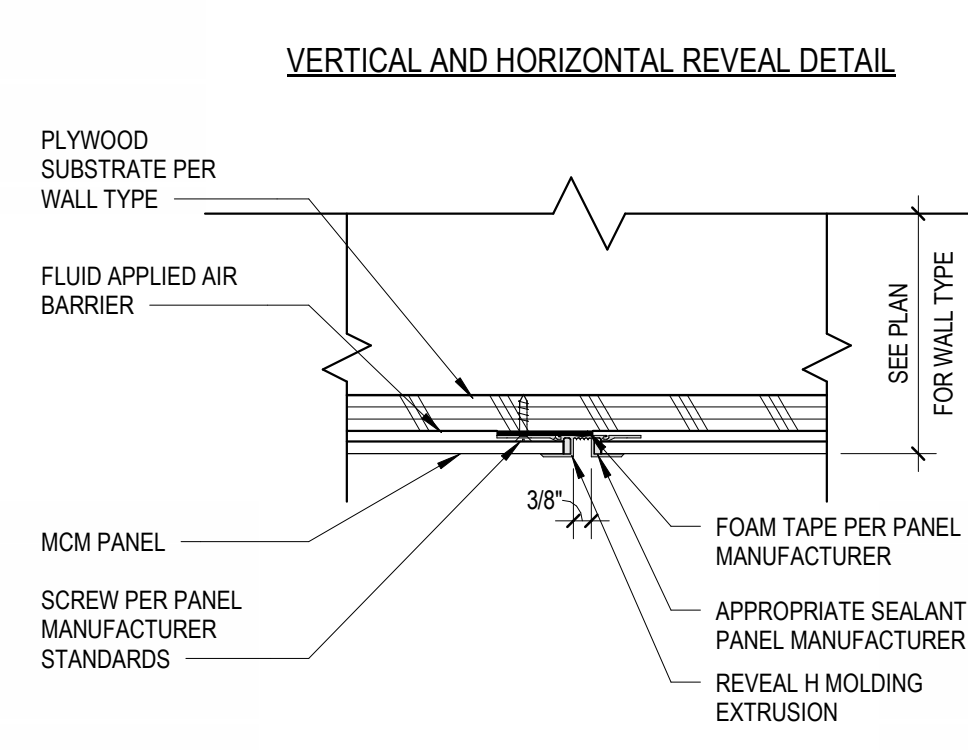 VERTICAL AND HORIZONTAL REVEAL DETAIL
PLYWOOD
SUBSTRATE PER
WALL TYPE
FLUID APPLIED AIR
BARRIER
SEE PLAN
FOR WALL TYPE
3/8"
MCM PANEL
SCREW PER PANEL
MANUFACTURER
STANDARDS
FOAM TAPE PER PANEL
MANUFACTURER
APPROPRIATE SEALANT
PANEL MANUFACTURER
REVEAL H MOLDING
EXTRUSION